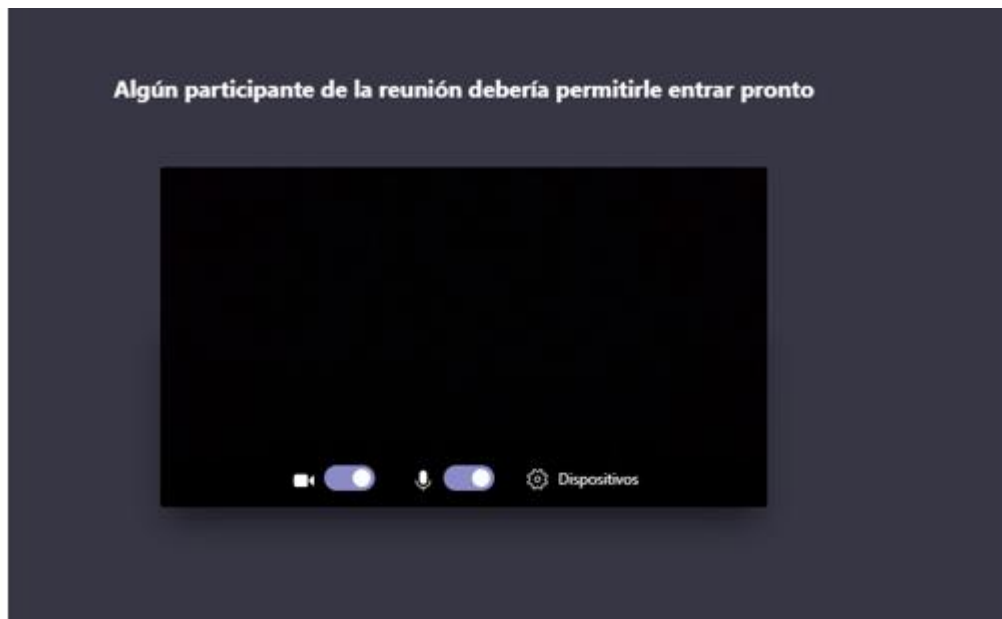 Algún participante de la reunión debería permitirle entrar pronto
Dispositivos